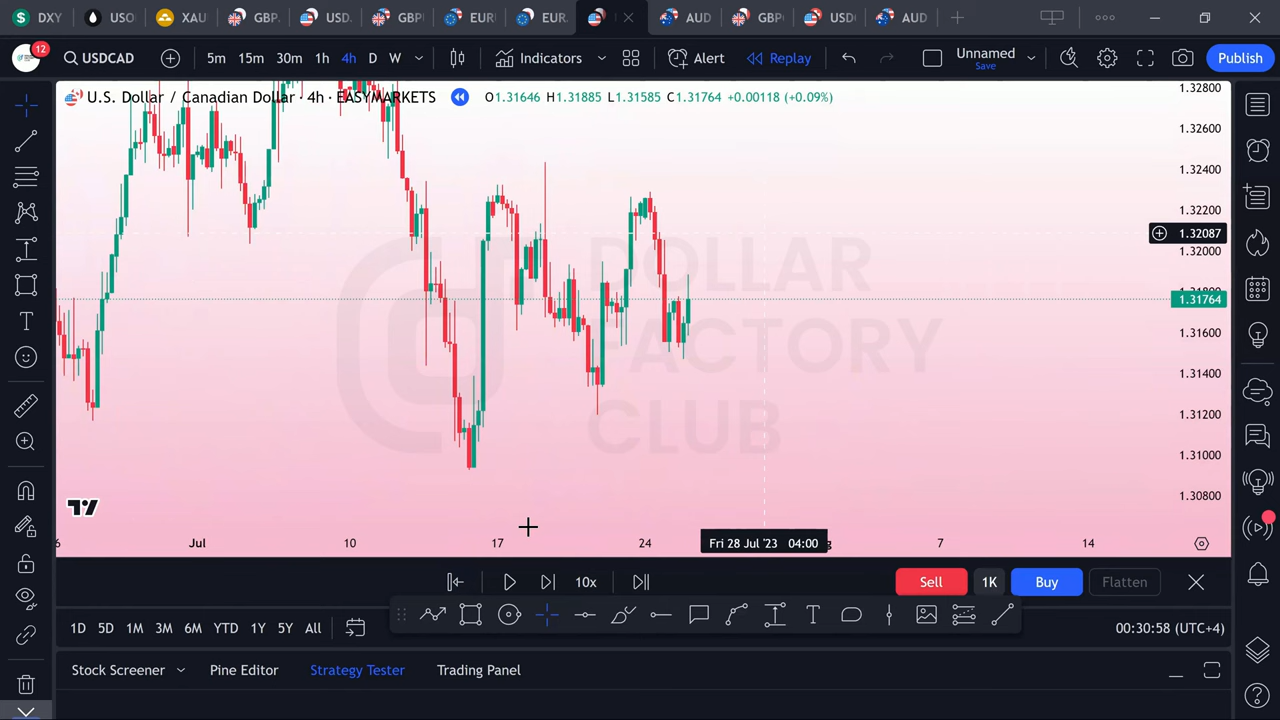 DXY USO XAU GBP. USD. GBP EUR EUR. AUD GBP USD AUD
12 USDCAD 5m 15m 30m 1h 4h D W Indicators Alert Replay Unnamed Save Publish
U.S. Dollar / Canadian Dollar · 4h · EASYMARKETS O1.31646 H1.31885 L1.31585 C1.31764 +0.00118 (+0.09%)
1.32800
1.32600
1.32400
1.32200
1.32087
1.32000
1.31764
1.31600
1.31400
1.31200
1.31000
1.30800
DOLLAR
FACTORY
CLUB
Jul 10 17 24 Fri 28 Jul '23 04:00 7 14
10x Sell 1K Buy Flatten
1D 5D 1M 3M 6M YTD 1Y 5Y All 00:30:58 (UTC+4)
Stock Screener Pine Editor Strategy Tester Trading Panel